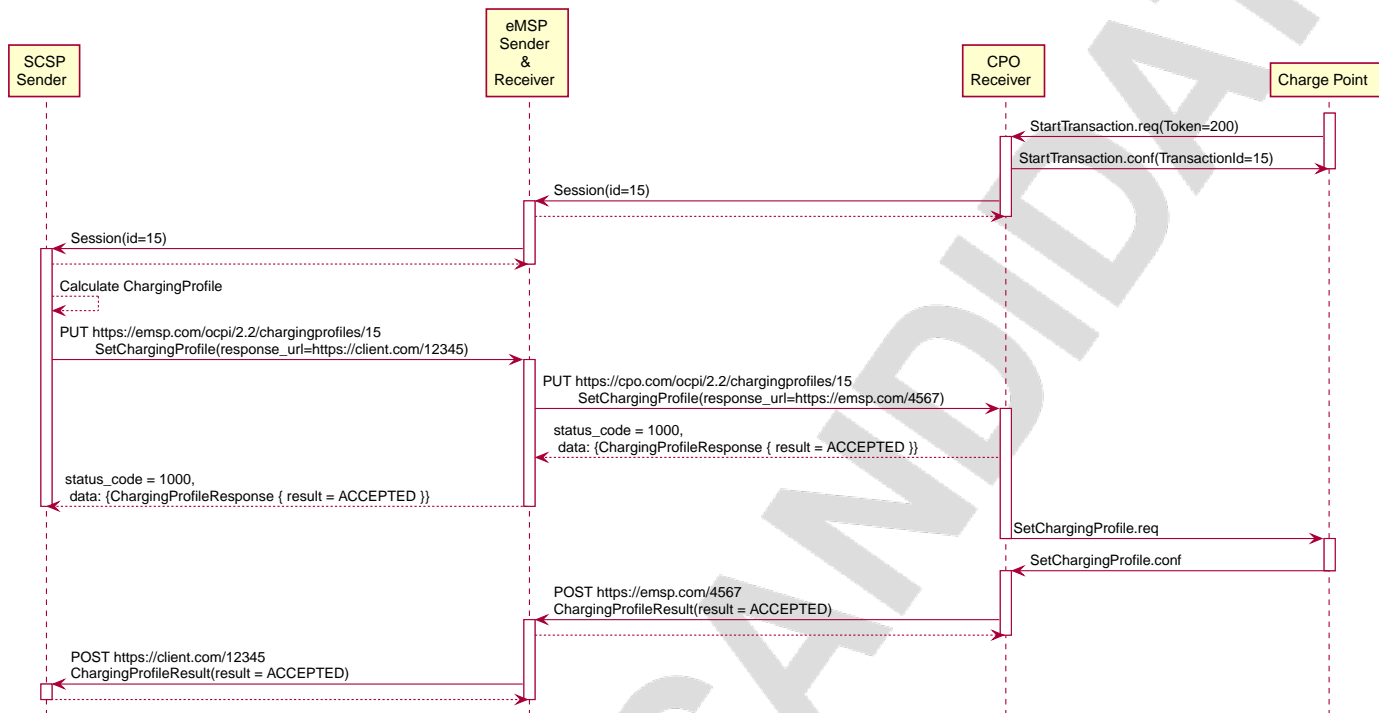 SCSP
Sender
eMSP
Sender
&
Receiver
CPO
Receiver
Charge Point
StartTransaction.req(Token=200)
StartTransaction.conf(TransactionId=15)
Session(id=15)
Session(id=15)
Calculate ChargingProfile
PUT https://emsp.com/ocpi/2.2/chargingprofiles/15
SetChargingProfile(response_url=https://client.com/12345)
PUT https://cpo.com/ocpi/2.2/chargingprofiles/15
SetChargingProfile(response_url=https://emsp.com/4567)
status_code = 1000,
data: {ChargingProfileResponse { result = ACCEPTED }}
status_code = 1000,
data: {ChargingProfileResponse { result = ACCEPTED }}
SetChargingProfile.req
SetChargingProfile.conf
POST https://emsp.com/4567
ChargingProfileResult(result = ACCEPTED)
POST https://client.com/12345
ChargingProfileResult(result = ACCEPTED)